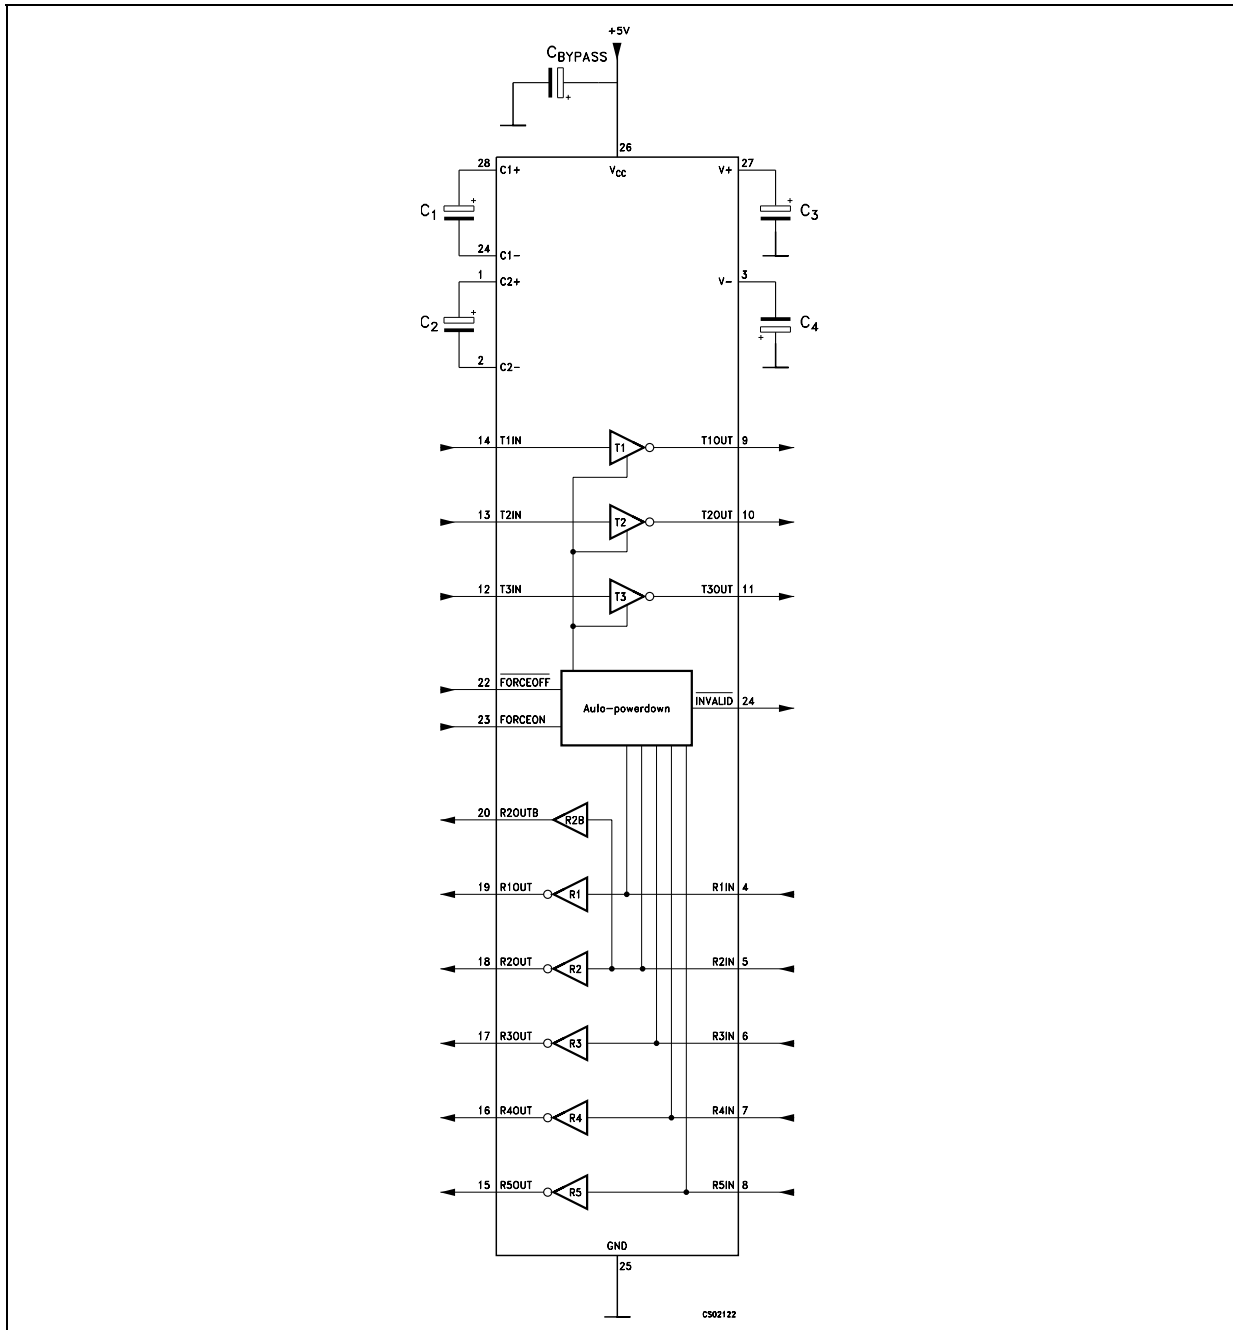 +5V
CBYPASS
26
28 C1+ VCC V+ 27
C1 + + C3
24 C1-
1 C2+ V- 3
C2 + + C4
2 C2-
14 T1IN T1 T1OUT 9
13 T2IN T2 T2OUT 10
12 T3IN T3 T3OUT 11
22 FORCEOFF
Aulo-powerdown INVALID 24
23 FORCEON
20 R2OUTB R2B
19 R1OUT R1 R1IN 4
18 R2OUT R2 R2IN 5
17 R3OUT R3 R3IN 6
16 R4OUT R4 R4IN 7
15 R5OUT R5 R5IN 8
GND
25
CS02122